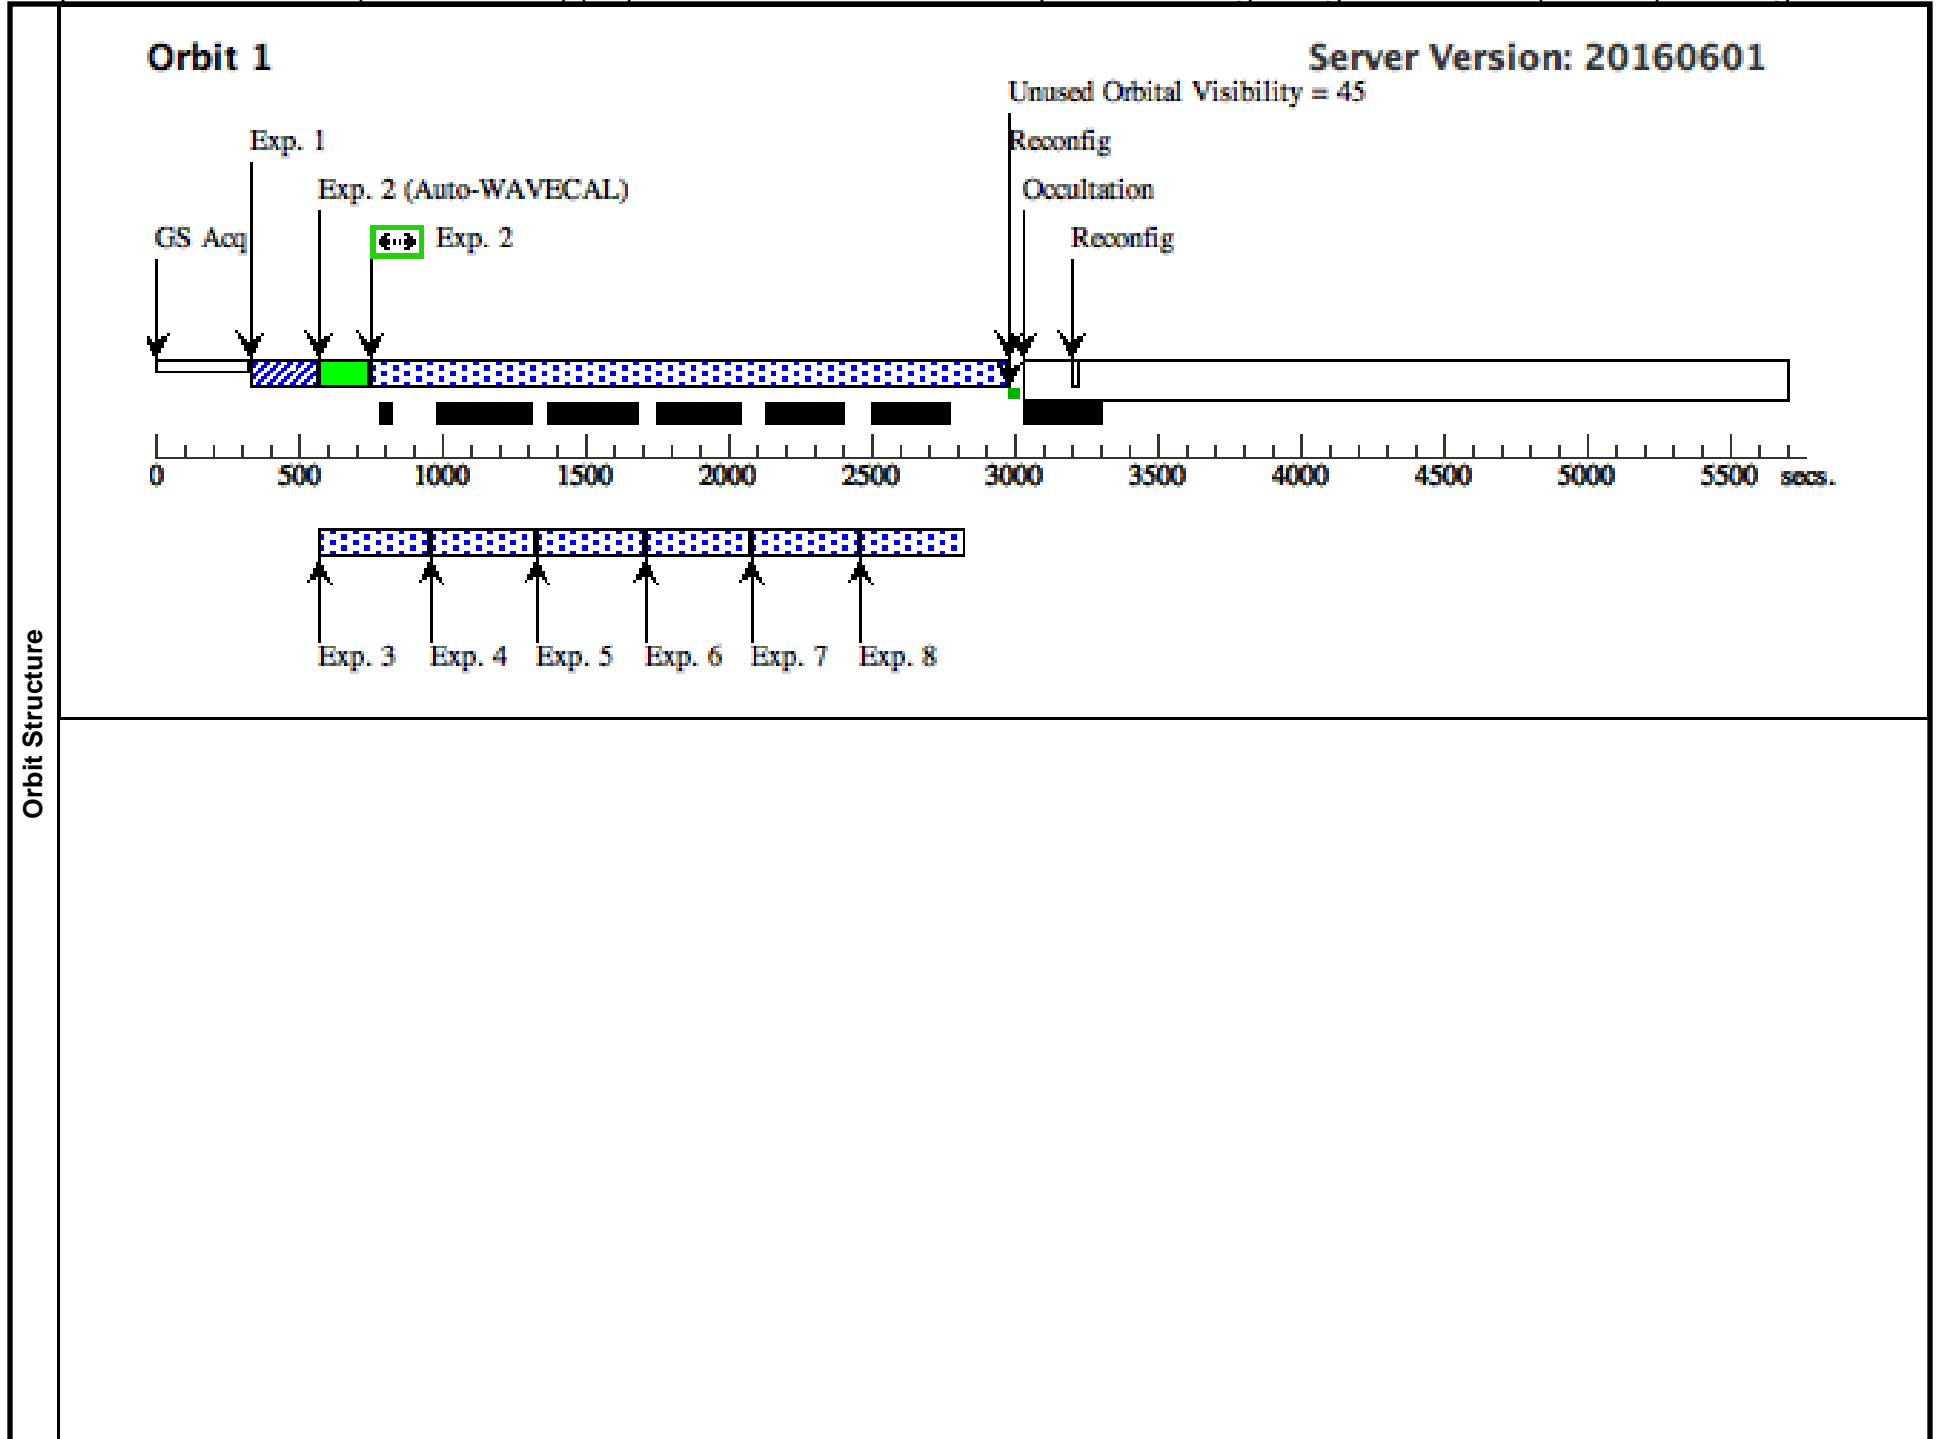 Orbit 1
Server Version: 20160601
Unused Orbital Visibility = 45
Exp. 1
Reconfig
Exp. 2 (Auto-WAVECAL)
Occultation
GS Acq
Exp. 2
Reconfig
0 500 1000 1500 2000 2500 3000 3500 4000 4500 5000 5500 secs.
Exp. 3 Exp. 4 Exp. 5 Exp. 6 Exp. 7 Exp. 8
Orbit Structure